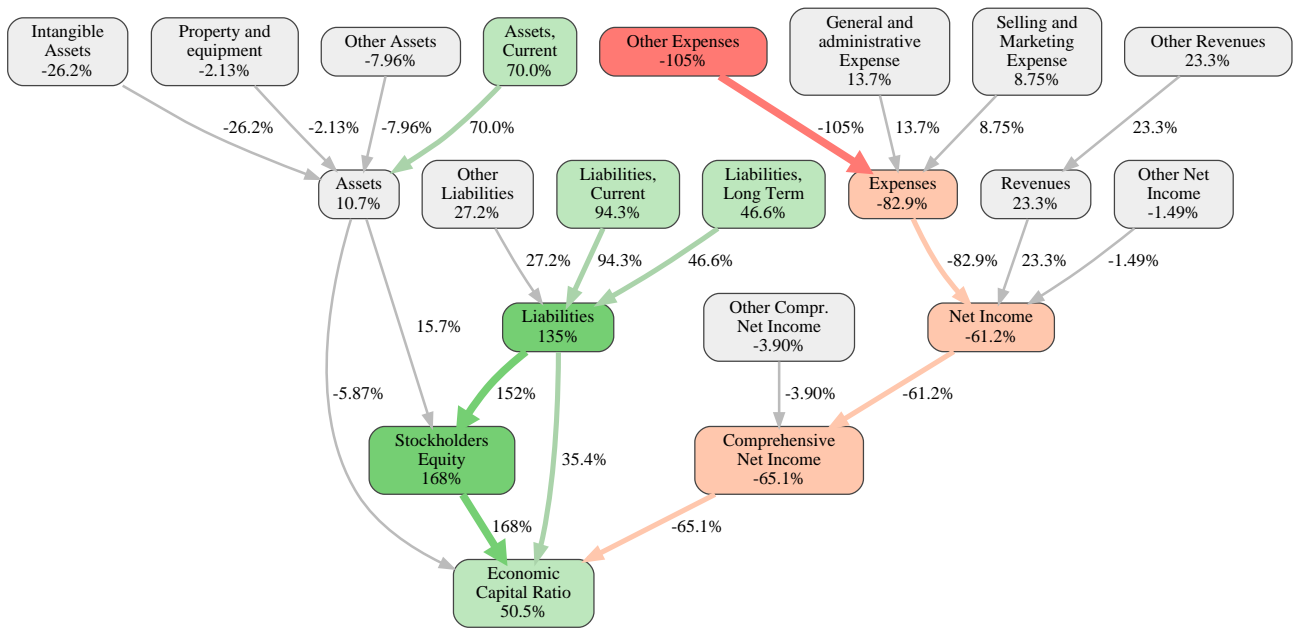 Intangible
Assets
-26.2%
Property and
equipment
-2.13%
Other Assets
-7.96%
Assets,
Current
70.0%
Other Expenses
-105%
General and
administrative
Expense
13.7%
Selling and
Marketing
Expense
8.75%
Other Revenues
23.3%
-26.2%
-2.13%
-7.96%
70.0%
-105%
13.7%
8.75%
23.3%
Assets
10.7%
Other
Liabilities
27.2%
Liabilities,
Current
94.3%
Liabilities,
Long Term
46.6%
Expenses
-82.9%
Revenues
23.3%
Other Net
Income
-1.49%
27.2%
94.3%
46.6%
-82.9%
23.3%
-1.49%
15.7%
Liabilities
135%
Other Compr.
Net Income
-3.90%
Net Income
-61.2%
-5.87%
152%
-3.90%
-61.2%
Stockholders
Equity
168%
35.4%
Comprehensive
Net Income
-65.1%
168%
-65.1%
Economic
Capital Ratio
50.5%